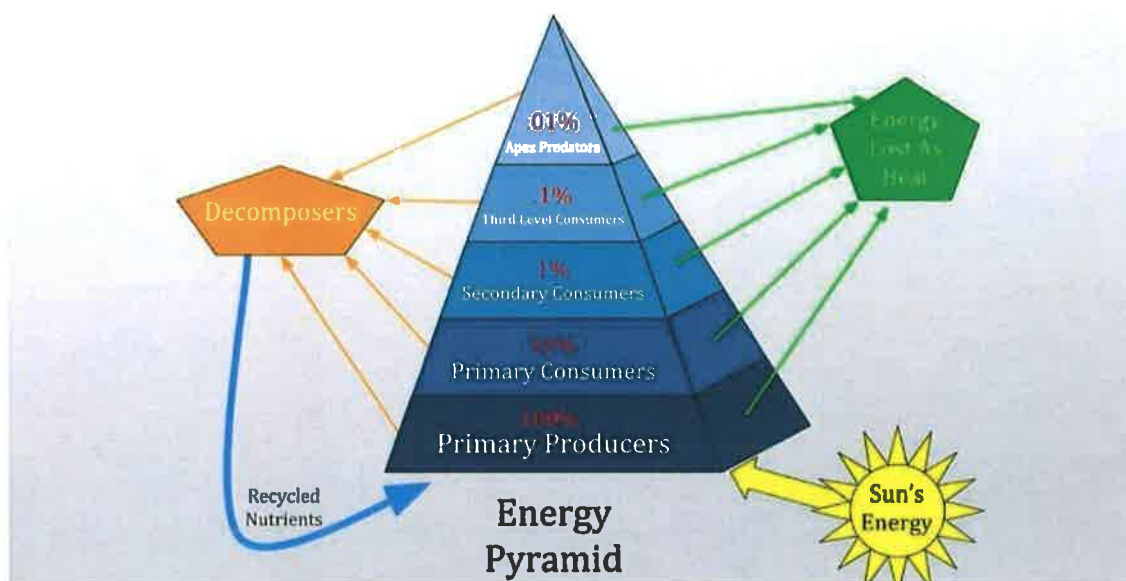 .01%
Apex Predators
.1%
Third Level Consumers
1%
Secondary Consumers
10%
Primary Consumers
100%
Primary Producers
Decomposers
Energy
Lost As
Heat
Recycled
Nutrients
Sun's
Energy
Energy
Pyramid